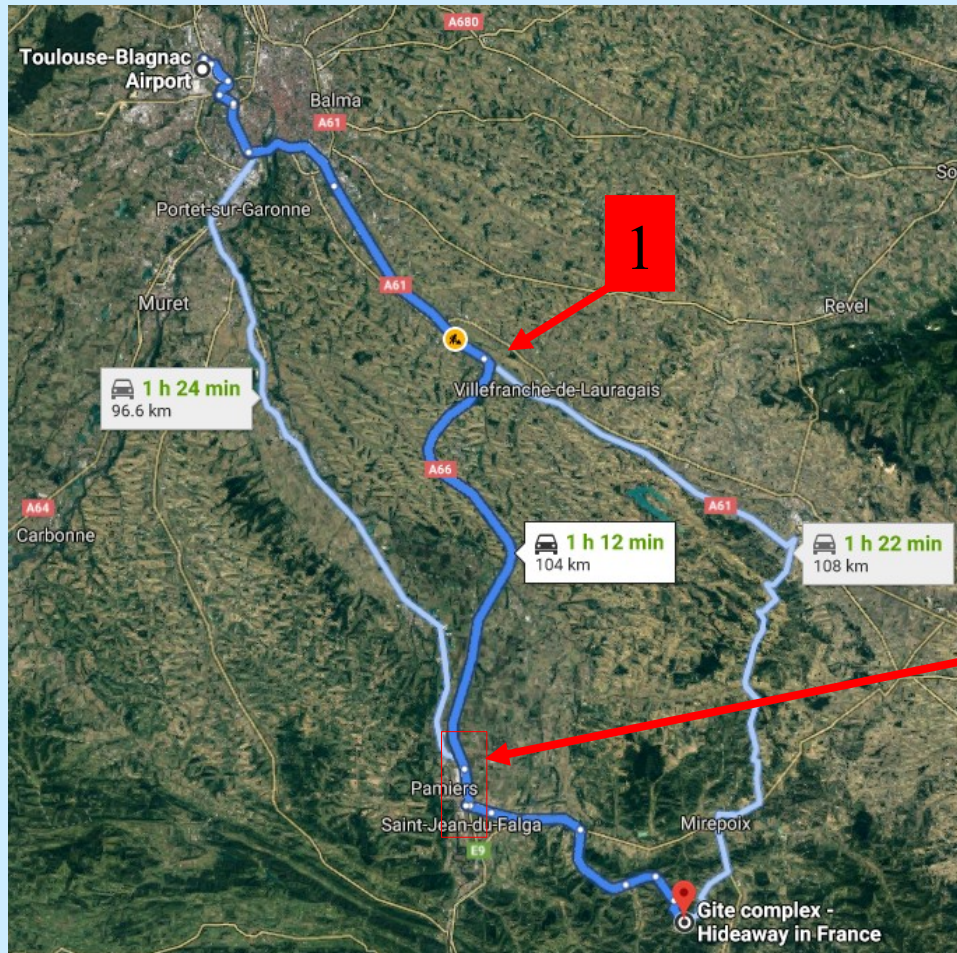 A680
Toulouse-Blagnac
Airport
Balma
A61
So
Portet-sur-Garonne
1
A61
Muret
Revel
Villefranche-de-Lauragais
1 h 24 min
96.6 km
A66
A61
A64
Carbonne
1 h 12 min
104 km
1 h 22 min
108 km
Pamiers
Saint-Jean-du-Falga
Mirepoix
E9
Gite complex -
Hideaway in France